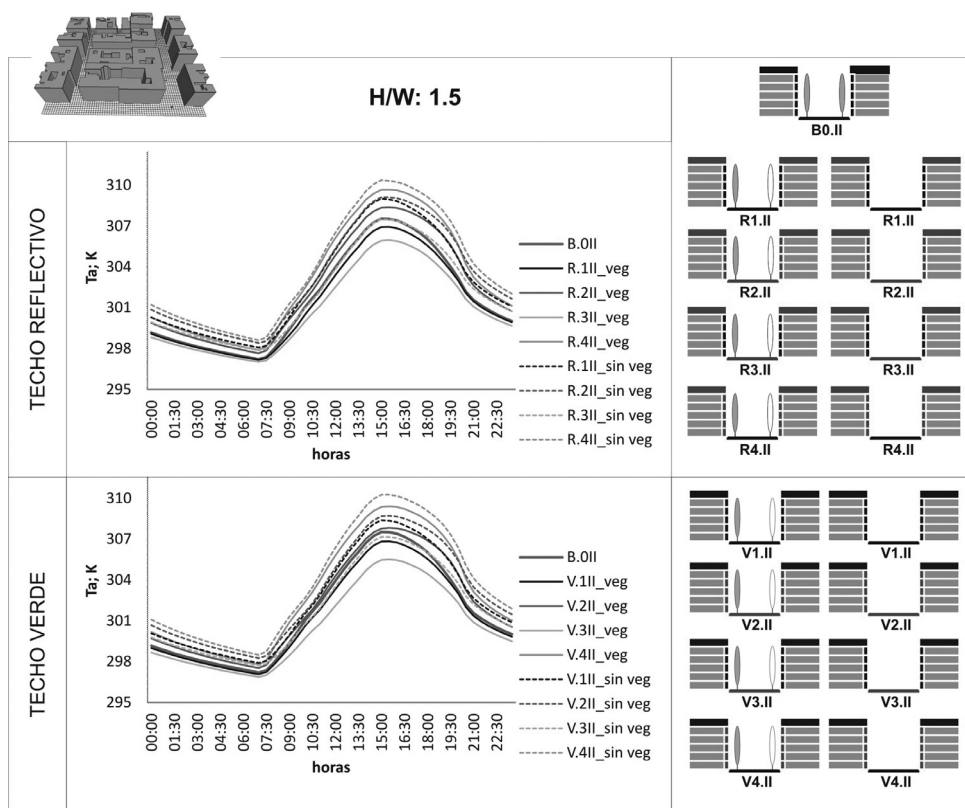 H/W: 1.5
B0.II
TECHO REFLECTIVO
Ta; K
310
307
304
301
298
295
00:00 01:30 03:00 04:30 06:00 07:30 09:00 10:30 12:00 13:30 15:00 16:30 18:00 19:30 21:00 22:30
horas
B.0II
R.1II_veg
R.2II_veg
R.3II_veg
R.4II_veg
R.1II_sin veg
R.2II_sin veg
R.3II_sin veg
R.4II_sin veg
R1.II R1.II
R2.II R2.II
R3.II R3.II
R4.II R4.II
TECHO VERDE
Ta; K
310
307
304
301
298
295
00:00 01:30 03:00 04:30 06:00 07:30 09:00 10:30 12:00 13:30 15:00 16:30 18:00 19:30 21:00 22:30
horas
B.0II
V.1II_veg
V.2II_veg
V.3II_veg
V.4II_veg
V.1II_sin veg
V.2II_sin veg
V.3II_sin veg
V.4II_sin veg
V1.II V1.II
V2.II V2.II
V3.II V3.II
V4.II V4.II